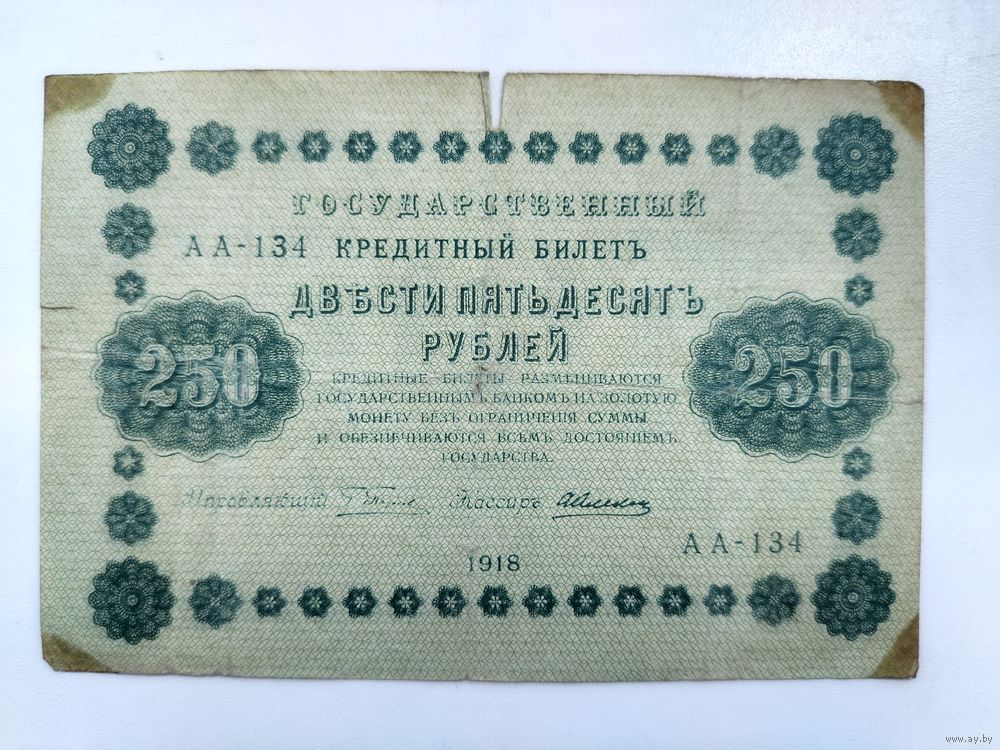 ГОСУДАРСТВЕННЫЙ
АА-134 КРЕДИТНЫЙ БИЛЕТЪ
ДВѢСТИ ПЯТЬДЕСЯТЪ
РУБЛЕЙ
250 250
КРЕДИТНЫЕ БИЛЕТЫ РАЗМѢНИВАЮТСЯ
ГОСУДАРСТВЕННЫМЪ БАНКОМЪ НА ЗОЛОТУЮ
МОНЕТУ БЕЗЪ ОГРАНИЧЕНІЯ СУММЫ
И ОБЕЗПЕЧИВАЮТСЯ ВСѢМЪ ДОСТОЯНІЕМЪ
ГОСУДАРСТВА.
Управляющій Кассиръ
АА-134
1918
www.ay.by